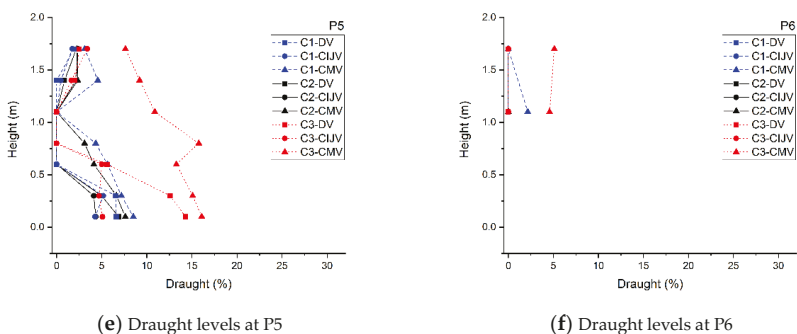 P5
C1-DV
C1-CIJV
C1-CMV
C2-DV
C2-CIJV
C2-CMV
C3-DV
C3-CIJV
C3-CMV
2.0
1.5
1.0
0.5
0.0
Height (m)
0 5 10 15 20 25 30
Draught (%)
(e) Draught levels at P5
P6
C1-DV
C1-CIJV
C1-CMV
C2-DV
C2-CIJV
C2-CMV
C3-DV
C3-CIJV
C3-CMV
2.0
1.5
1.0
0.5
0.0
Height (m)
0 5 10 15 20 25 30
Draught (%)
(f) Draught levels at P6